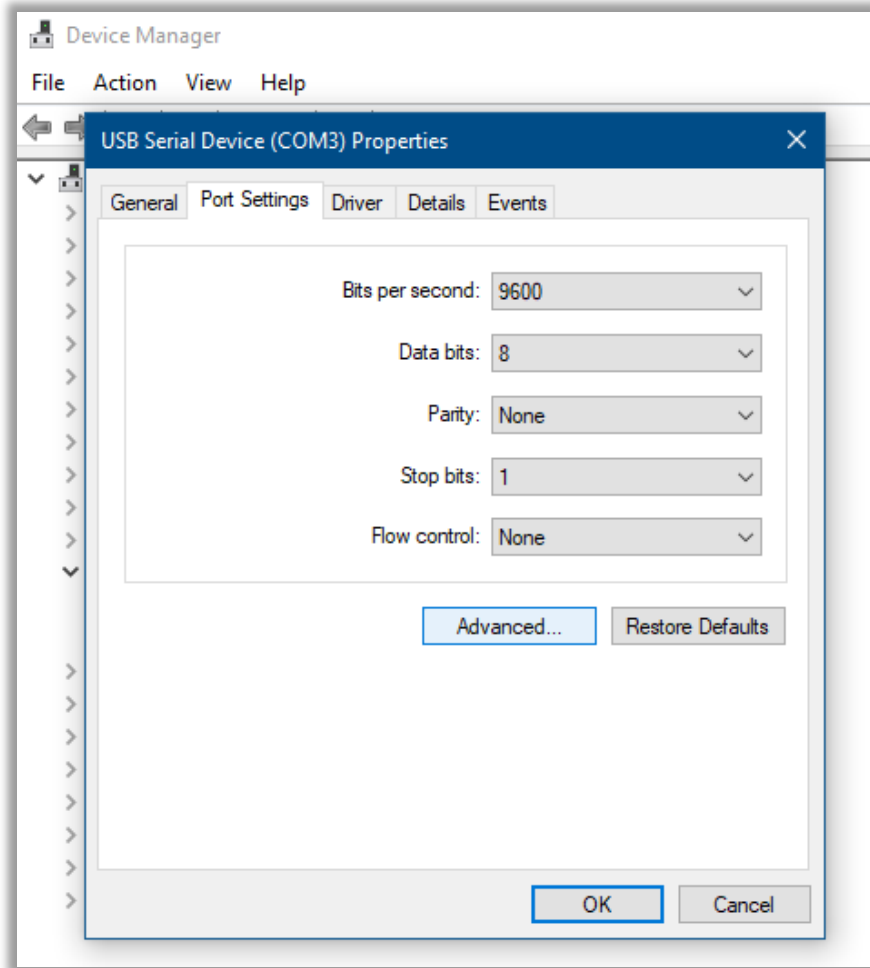 Device Manager
File Action View Help
USB Serial Device (COM3) Properties
General Port Settings Driver Details Events
Bits per second: 9600
Data bits: 8
Parity: None
Stop bits: 1
Flow control: None
Advanced... Restore Defaults
OK Cancel